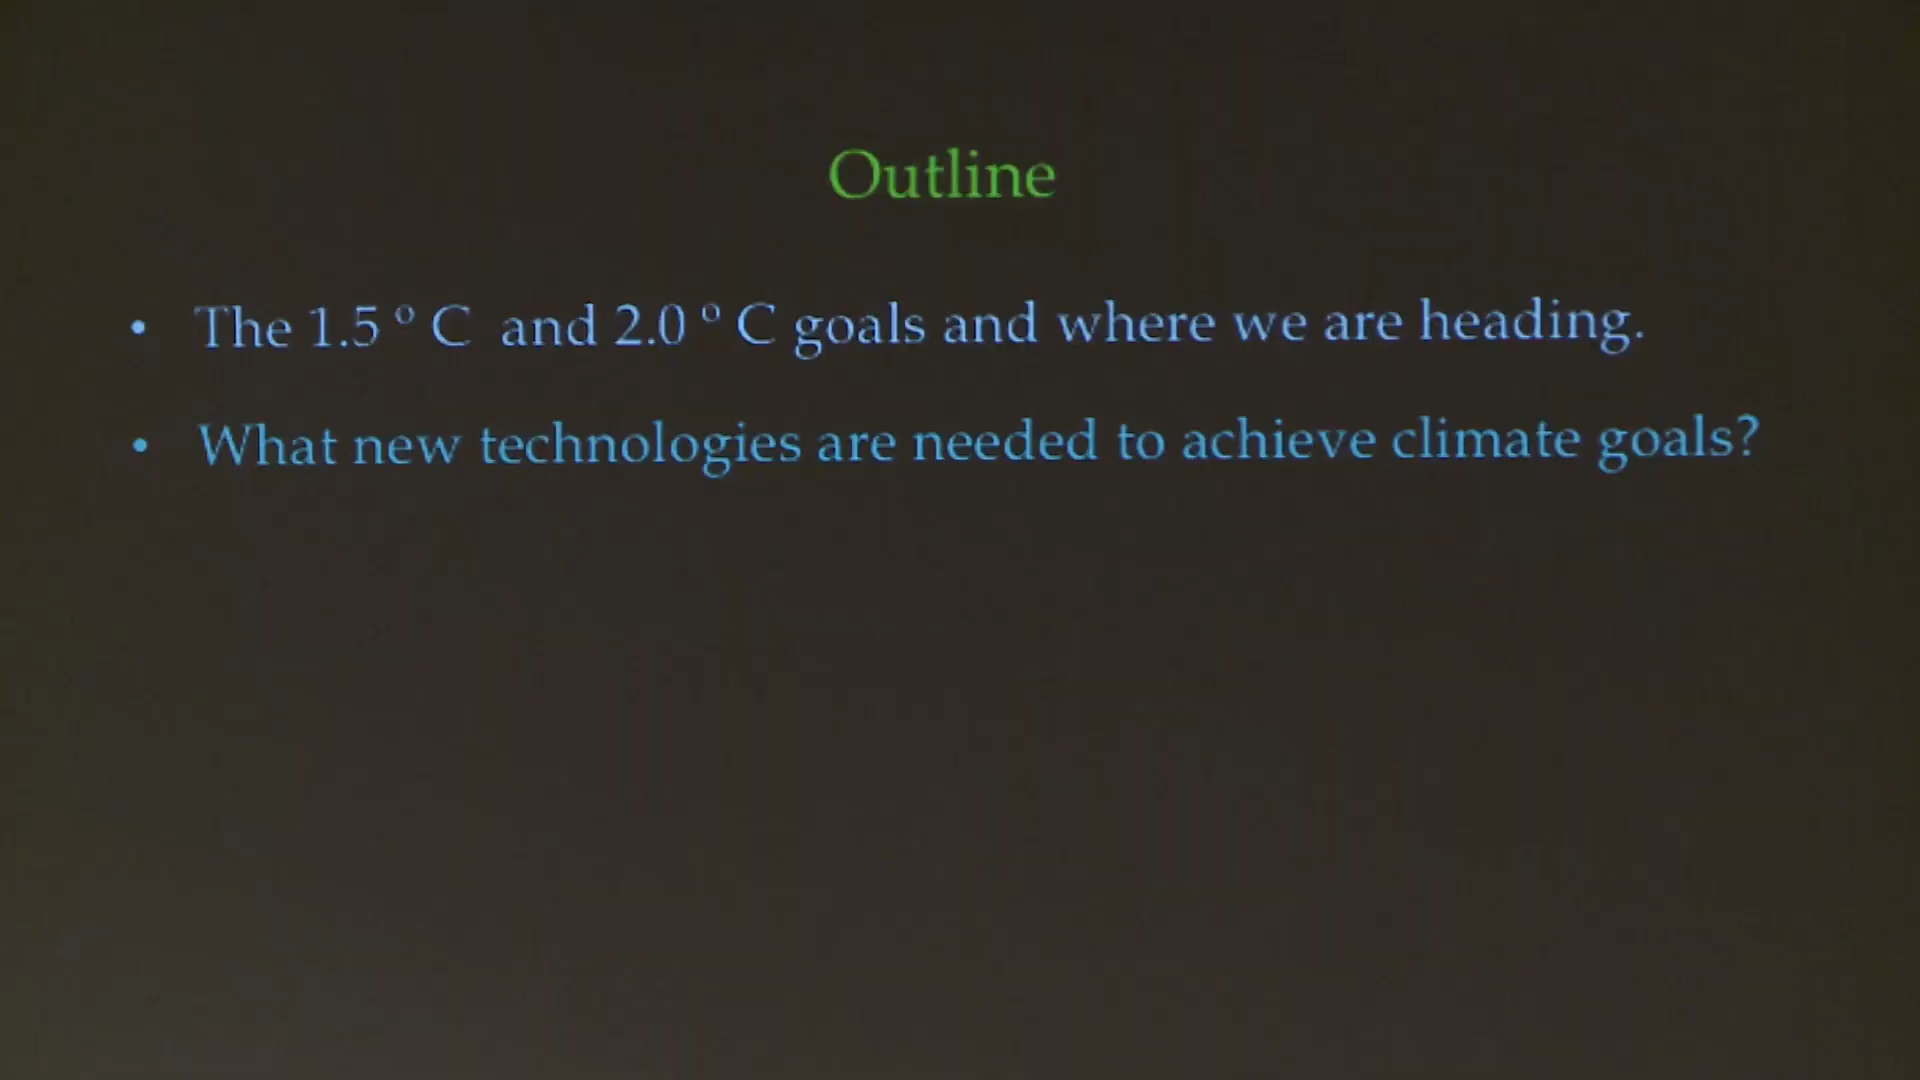 Outline
• The 1.5 º C and 2.0 º C goals and where we are heading.
• What new technologies are needed to achieve climate goals?